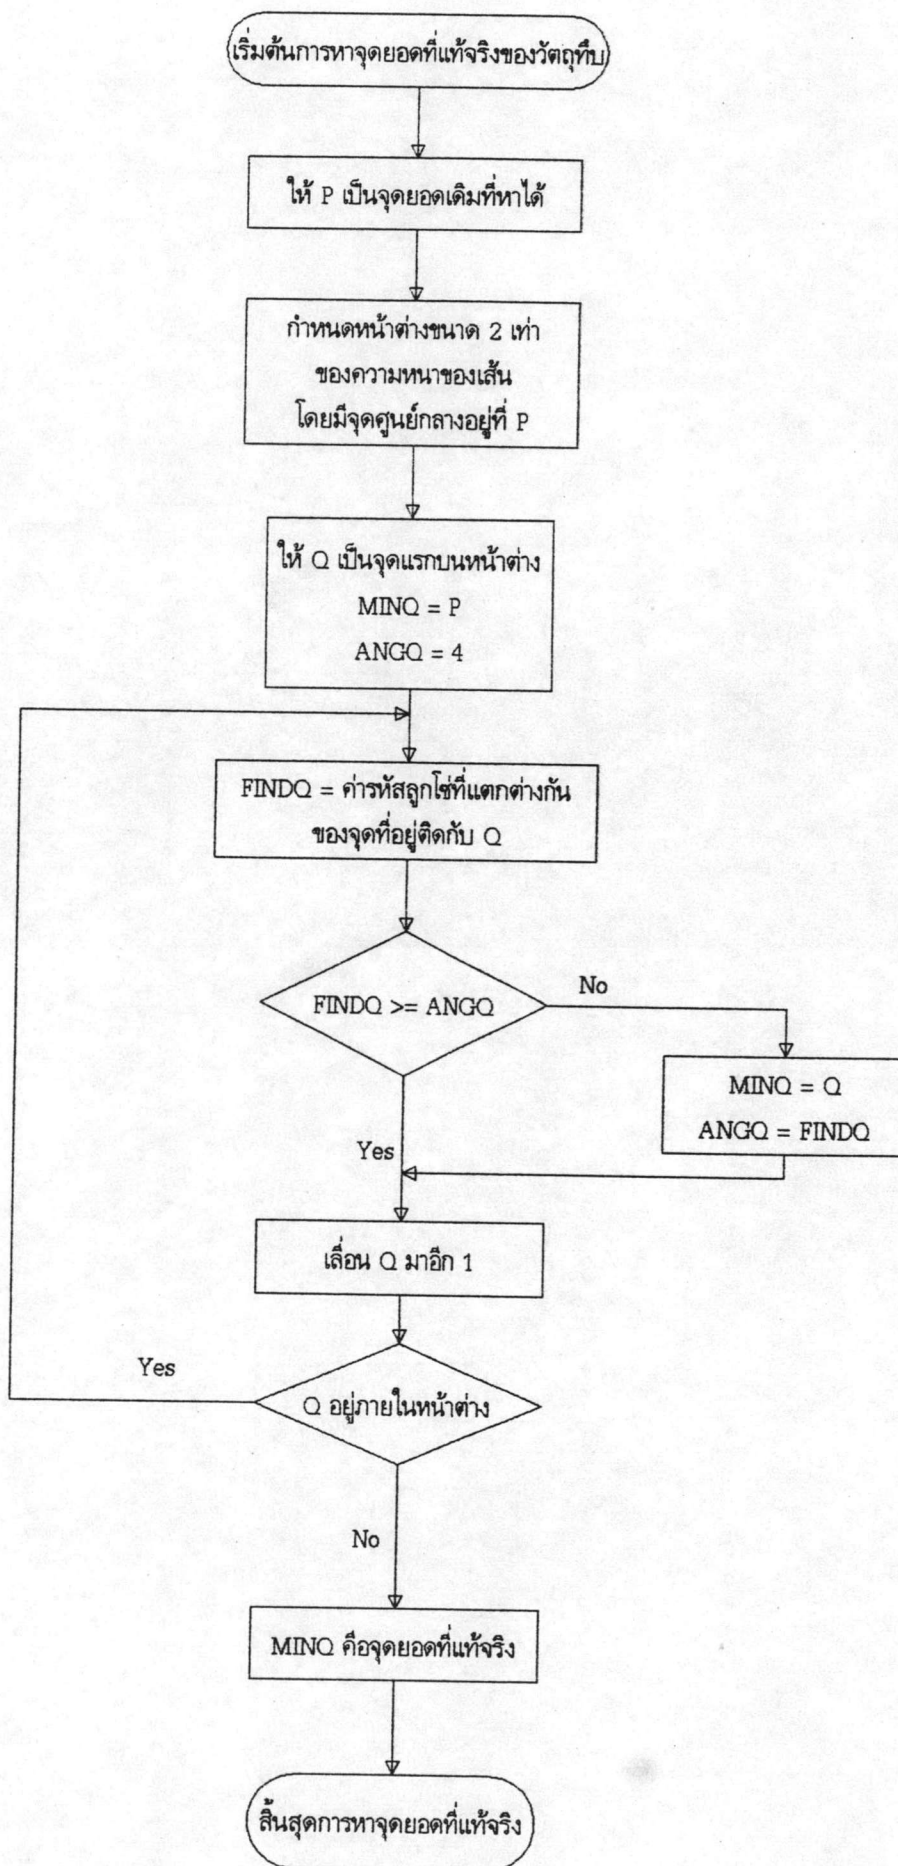 เริ่มต้นการหาจุดยอดที่แท้จริงของวัตถุทึบ
ให้ P เป็นจุดยอดเดิมที่หาได้
กำหนดหน้าต่างขนาด 2 เท่า
ของความหนาของเส้น
โดยมีจุดศูนย์กลางอยู่ที่ P
ให้ Q เป็นจุดแรกบนหน้าต่าง
MINQ = P
ANGQ = 4
FINDQ = ค่ารหัสลูกโซ่ที่แตกต่างกัน
ของจุดที่อยู่ติดกับ Q
FINDQ >= ANGQ
No
MINQ = Q
ANGQ = FINDQ
Yes
เลื่อน Q มาอีก 1
Yes
Q อยู่ภายในหน้าต่าง
No
MINQ คือจุดยอดที่แท้จริง
สิ้นสุดการหาจุดยอดที่แท้จริง